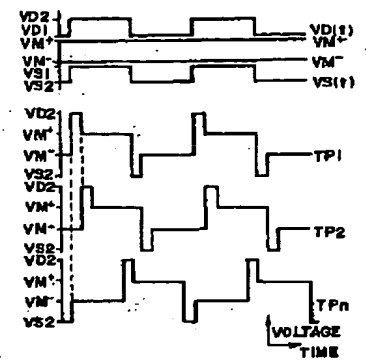 VD2
VD1 VD(t)
VM+ VM+
VM- VM-
VS1
VS2 VS(t)
VD2
VM+
VM- TP1
VS2
VD2
VM+
VM+ TP2
VS2
VD2
VM+
VM- TPn
VS2
VOLTAGE
TIME